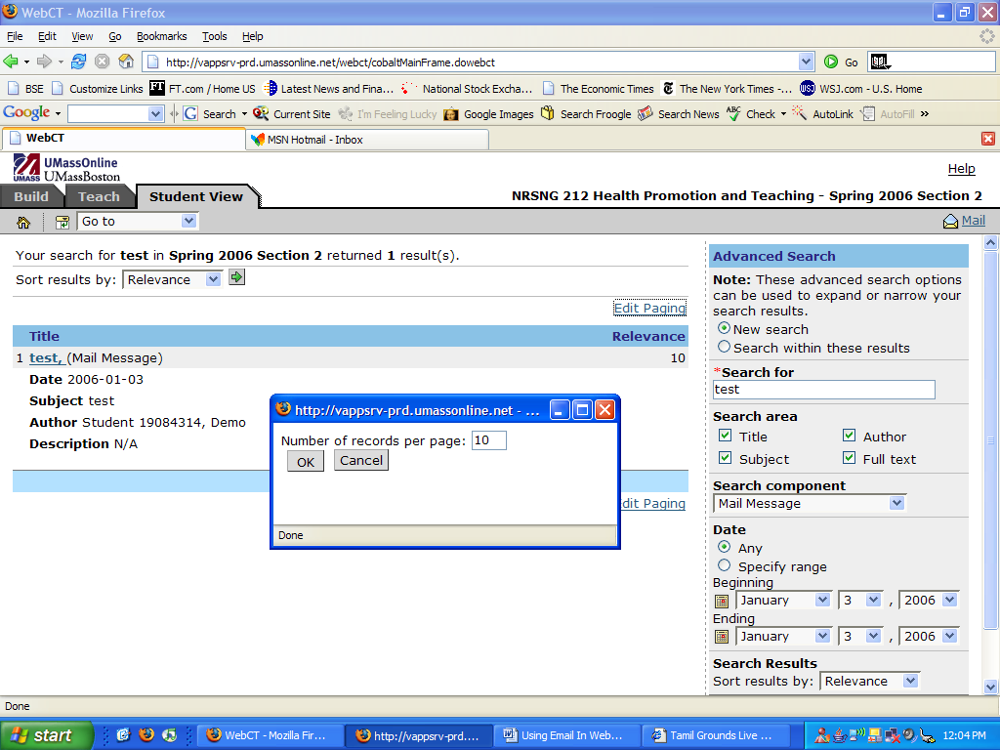 WebCT - Mozilla Firefox
File Edit View Go Bookmarks Tools Help
http://vappsrv-prd.umassonline.net/webct/cobaltMainFrame.dowebct Go
BSE Customize Links FT FT.com / Home US Latest News and Fina... National Stock Excha... The Economic Times The New York Times -... WSJ WSJ.com - U.S. Home
Google G Search Current Site I'm Feeling Lucky Google Images Search Froogle Search News Check AutoLink AutoFill »
WebCT MSN Hotmail - Inbox
UMASS UMassOnline
UMassBoston
Help
Build Teach Student View NRSNG 212 Health Promotion and Teaching - Spring 2006 Section 2
Go to Mail
Your search for test in Spring 2006 Section 2 returned 1 result(s).
Sort results by: Relevance
Edit Paging
Title Relevance
1 test, (Mail Message) 10
Date 2006-01-03
Subject test
Author Student 19084314, Demo
Description N/A
dit Paging
http://vappsrv-prd.umassonline.net - ...
Number of records per page: 10
OK Cancel
Done
Advanced Search
Note: These advanced search options
can be used to expand or narrow your
search results.
New search
Search within these results
*Search for
test
Search area
Title Author
Subject Full text
Search component
Mail Message
Date
Any
Specify range
Beginning
January 3 , 2006
Ending
January 3 , 2006
Search Results
Sort results by: Relevance
Done
start WebCT - Mozilla Fir... http://vappsrv-prd.... Using Email In Web... Tamil Grounds Live ... 12:04 PM